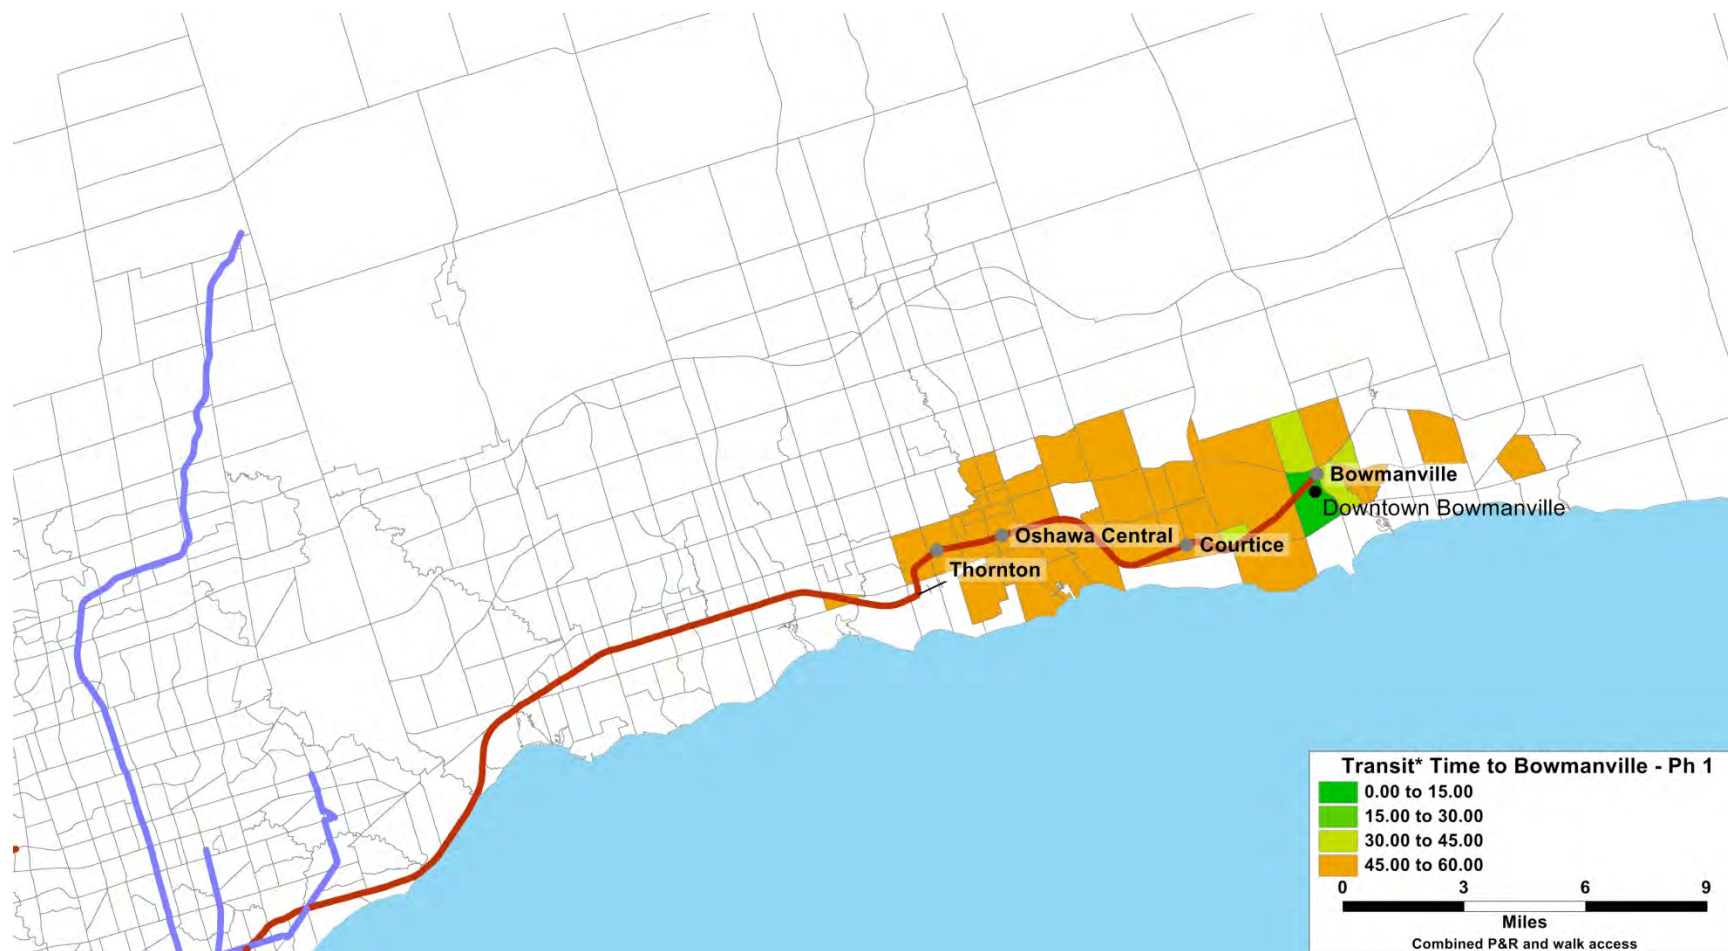 Bowmanville
Downtown Bowmanville
Oshawa Central
Courtice
Thornton
Transit* Time to Bowmanville - Ph 1
0.00 to 15.00
15.00 to 30.00
30.00 to 45.00
45.00 to 60.00
0 3 6 9
Miles
Combined P&R and walk access